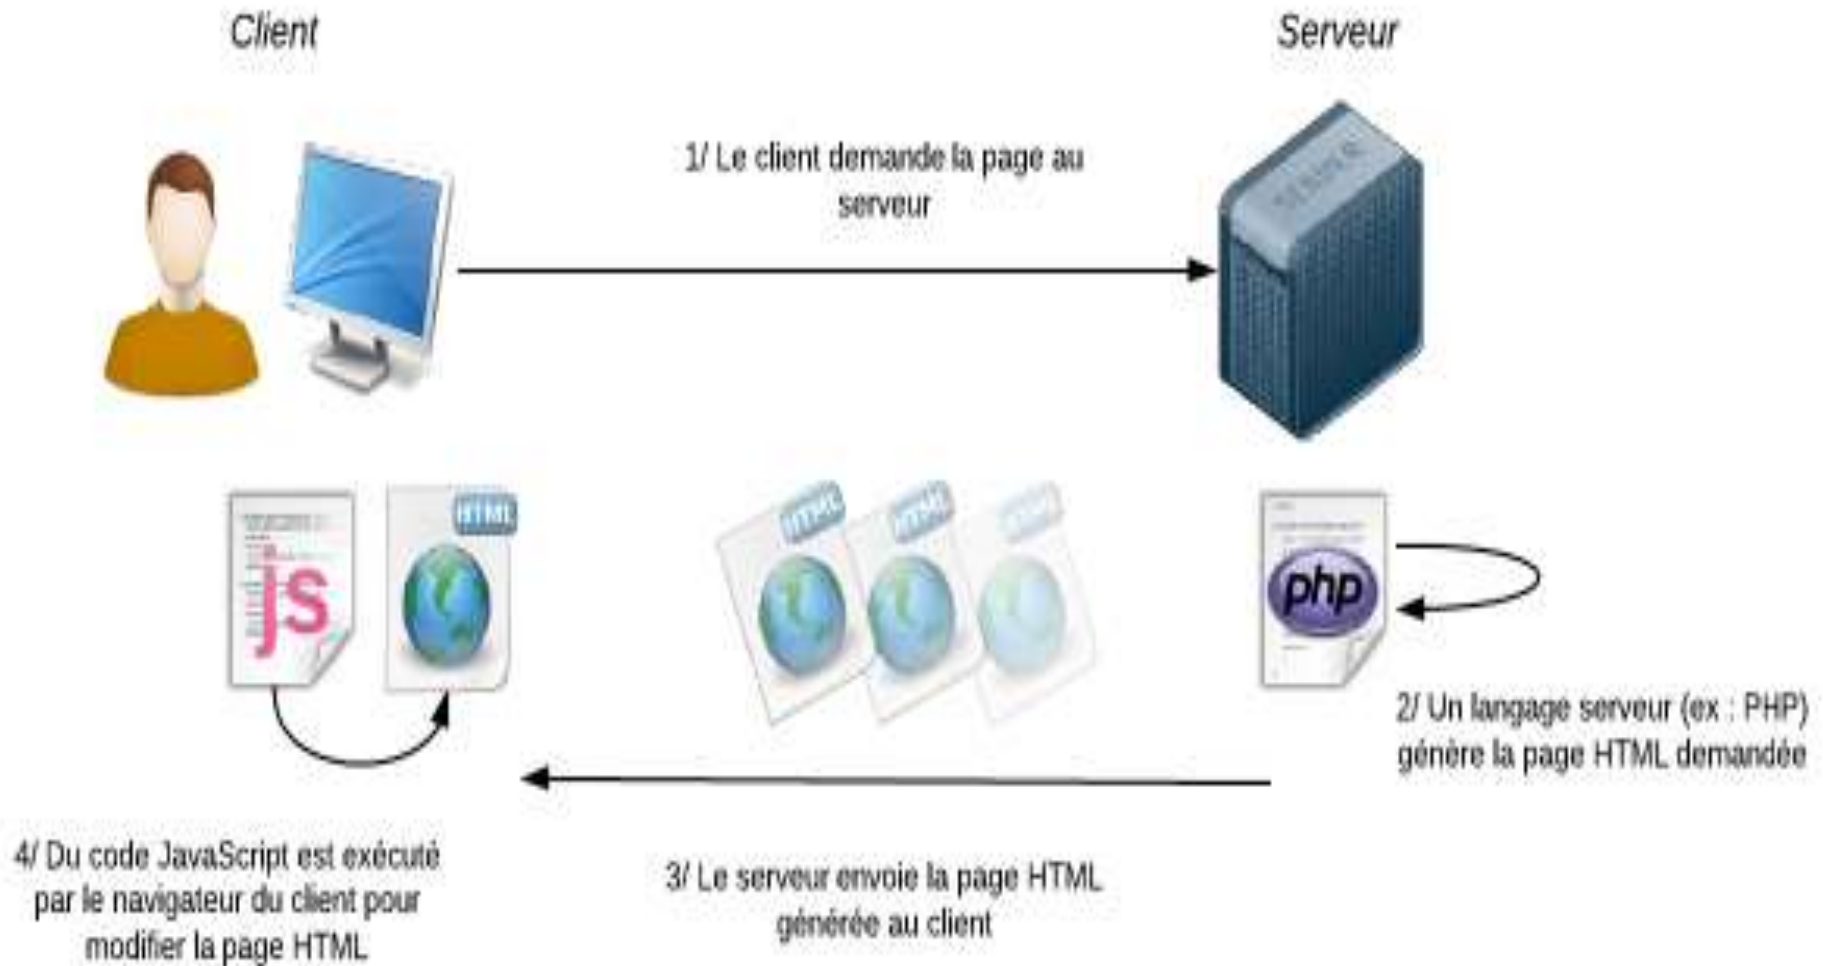 Client
Serveur
1/ Le client demande la page au
serveur
SERVER
HTML
HTML
HTML
HTML
js
php
2/ Un langage serveur (ex : PHP)
génère la page HTML demandée
4/ Du code JavaScript est exécuté
par le navigateur du client pour
modifier la page HTML
3/ Le serveur envoie la page HTML
générée au client